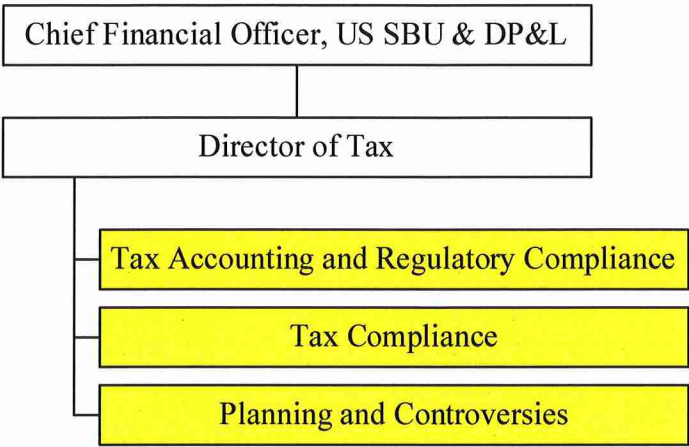 Chief Financial Officer, US SBU & DP&L
Director of Tax
Tax Accounting and Regulatory Compliance
Tax Compliance
Planning and Controversies